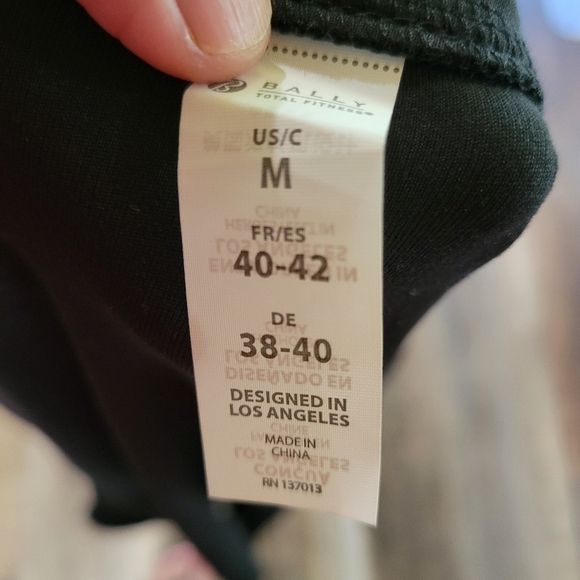 BALLY
TOTAL FITNESS
US/C
M
FR/ES
40-42
DE
38-40
DESIGNED IN
LOS ANGELES
MADE IN
CHINA
RN 137013